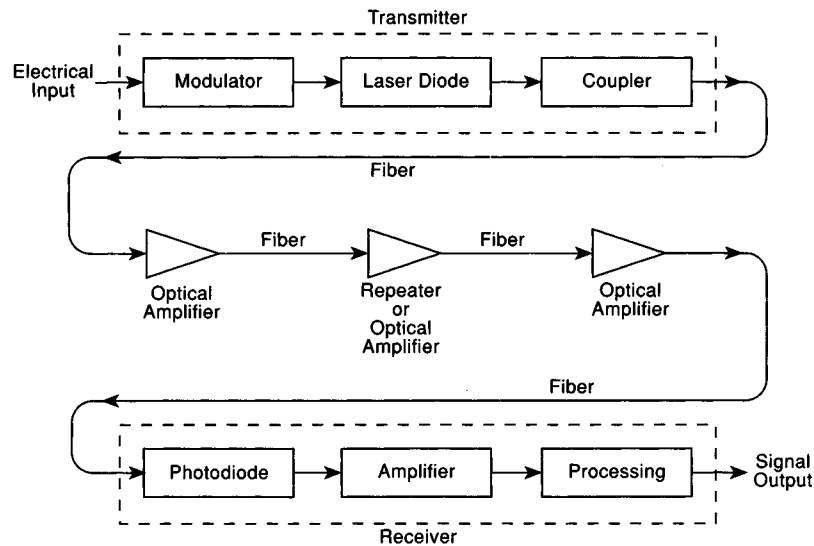 Transmitter
Electrical
Input
Modulator
Laser Diode
Coupler
Fiber
Fiber
Fiber
Optical
Amplifier
Repeater
or
Optical
Amplifier
Optical
Amplifier
Fiber
Photodiode
Amplifier
Processing
Signal
Output
Receiver